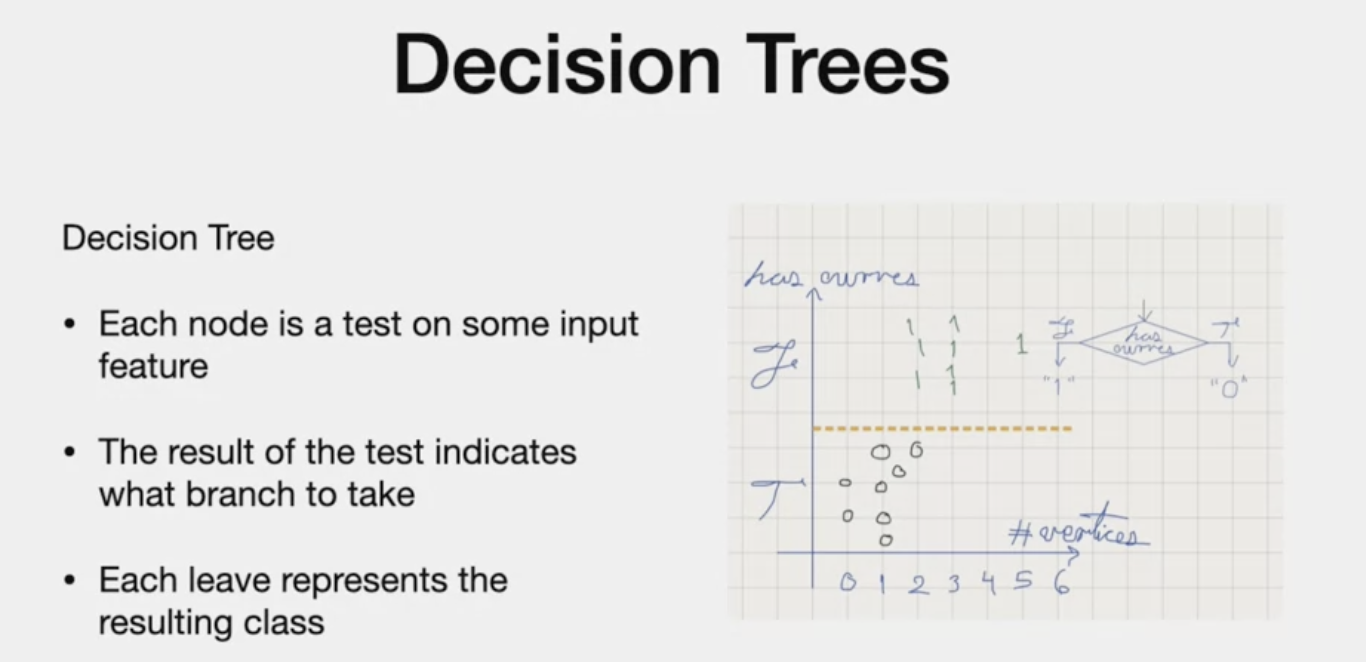 Decision Trees
Decision Tree
• Each node is a test on some input
feature
• The result of the test indicates
what branch to take
• Each leave represents the
resulting class
has curves
F
T
1 1
1 1 1
1 1
1
0 0
0
0 0
0 0
0
# vertices
0 1 2 3 4 5 6
F has
curves T
"1" "0"